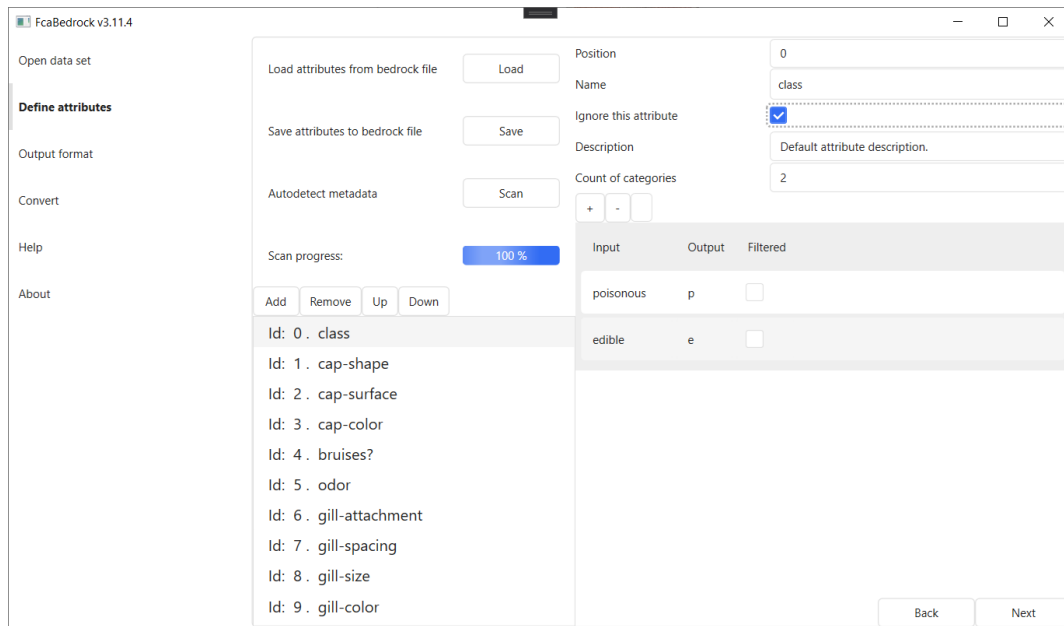 FcaBedrock v3.11.4
Open data set
Define attributes
Output format
Convert
Help
About
Load attributes from bedrock file Load
Save attributes to bedrock file Save
Autodetect metadata Scan
Scan progress: 100 %
Add Remove Up Down
Id: 0 . class
Id: 1 . cap-shape
Id: 2 . cap-surface
Id: 3 . cap-color
Id: 4 . bruises?
Id: 5 . odor
Id: 6 . gill-attachment
Id: 7 . gill-spacing
Id: 8 . gill-size
Id: 9 . gill-color
Position 0
Name class
Ignore this attribute
Description Default attribute description.
Count of categories 2
+ -
Input Output Filtered
poisonous p
edible e
Back Next